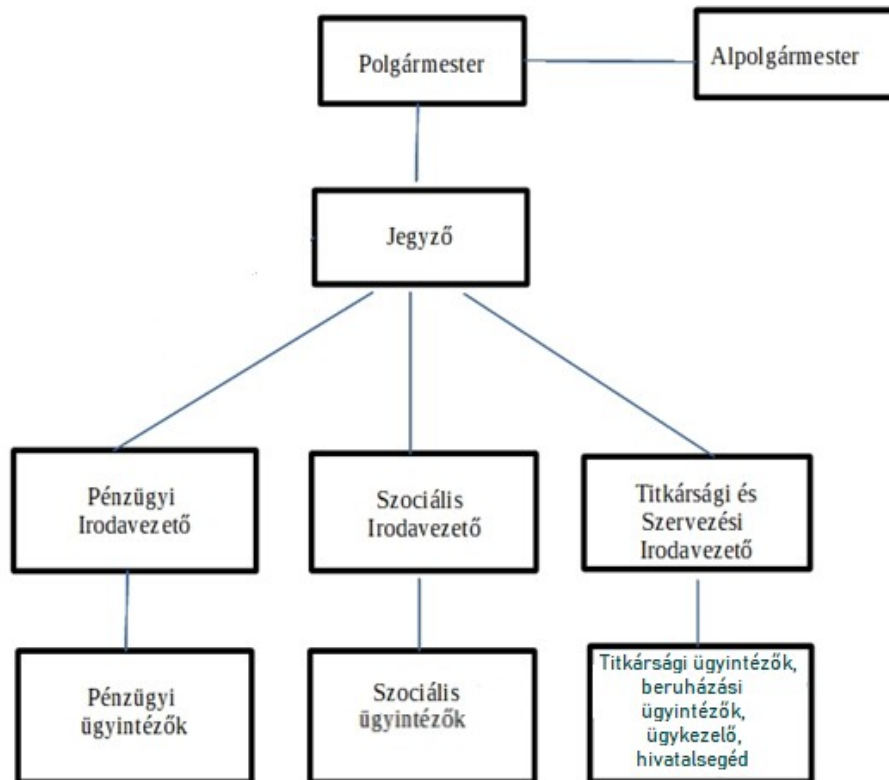 Polgármester
Alpolgármester
Jegyző
Pénzügyi
Irodavezető
Szociális
Irodavezető
Titkársági és
Szervezési
Irodavezető
Pénzügyi
ügyintézők
Szociális
ügyintézők
Titkársági ügyintézők,
beruházási
ügyintézők,
ügykezelő,
hivatalsegéd